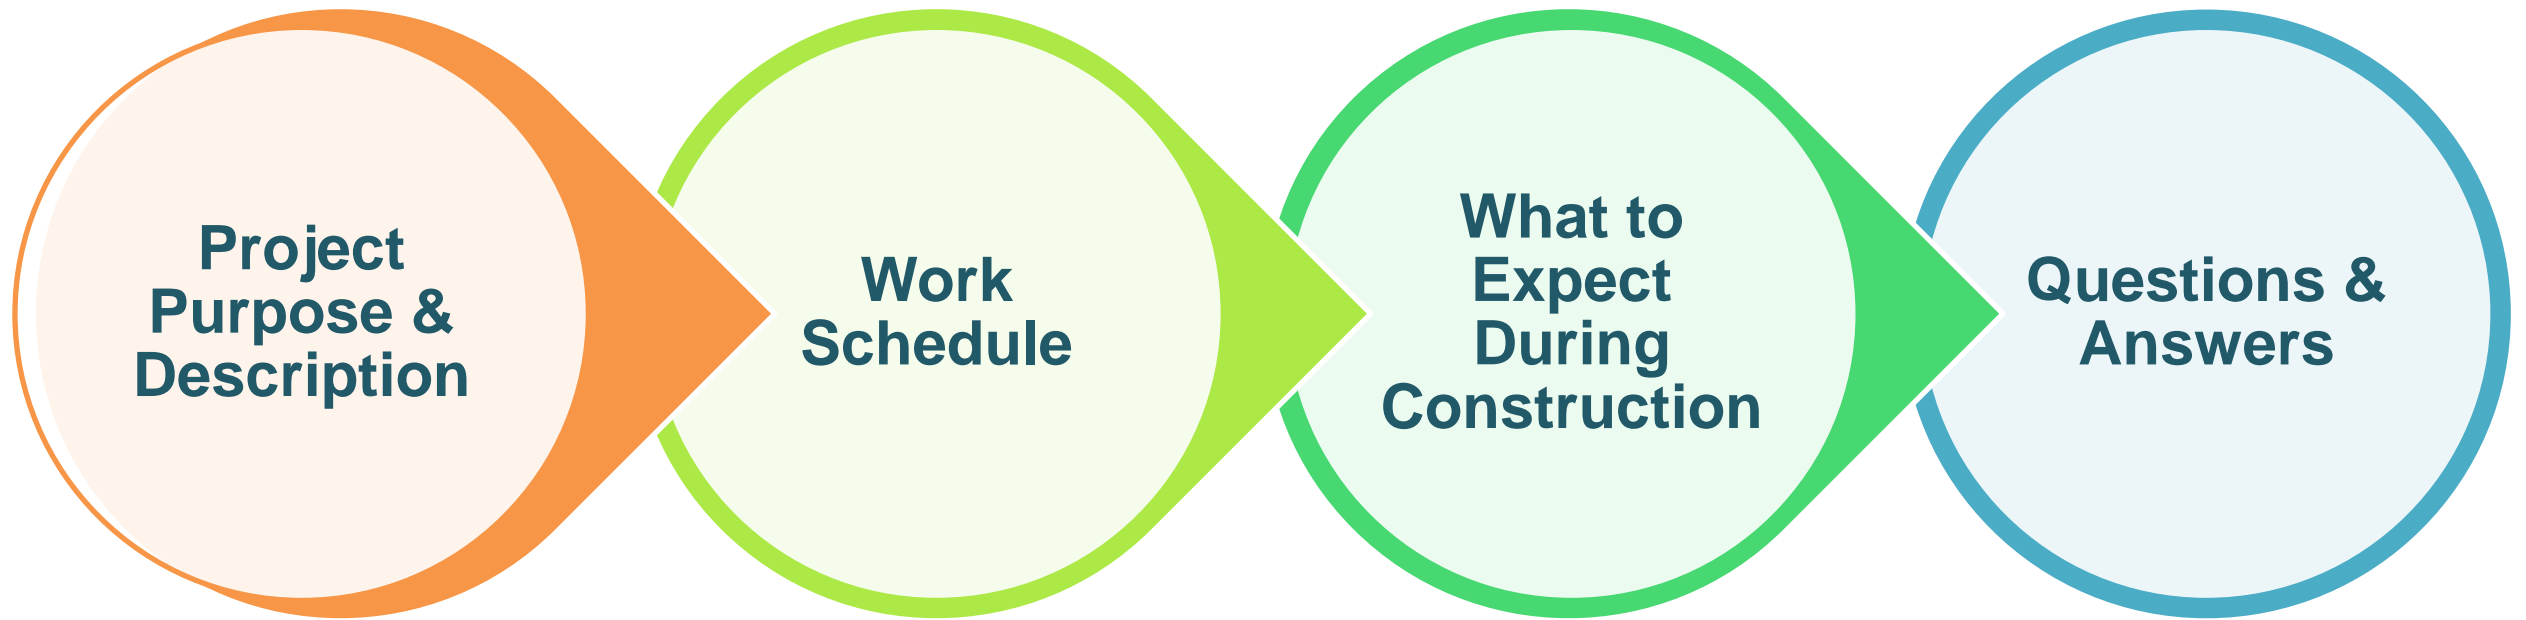 Project
Purpose &
Description
Work
Schedule
What to
Expect
During
Construction
Questions &
Answers